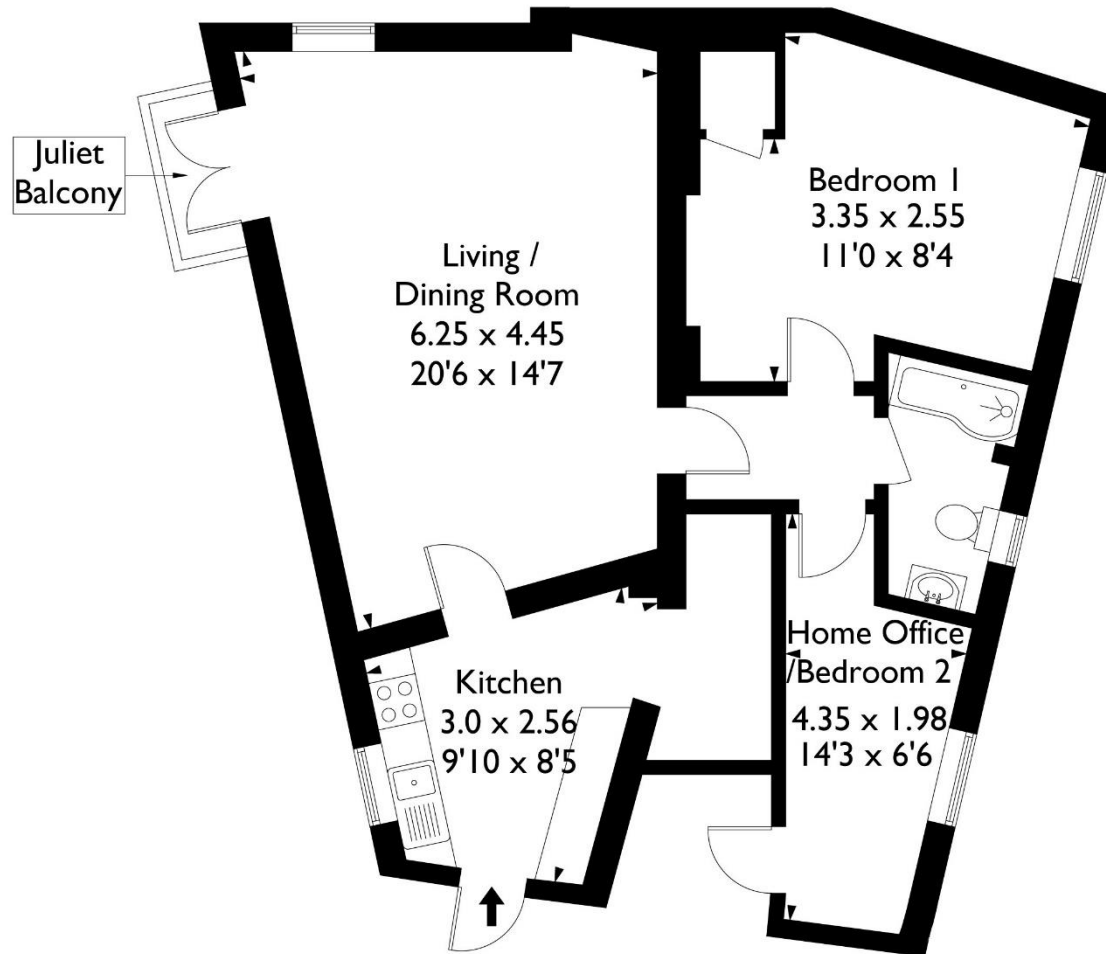 Juliet
Balcony
Living /
Dining Room
6.25 x 4.45
20'6 x 14'7
Bedroom 1
3.35 x 2.55
11'0 x 8'4
Kitchen
3.0 x 2.56
9'10 x 8'5
Home Office
/Bedroom 2
4.35 x 1.98
14'3 x 6'6